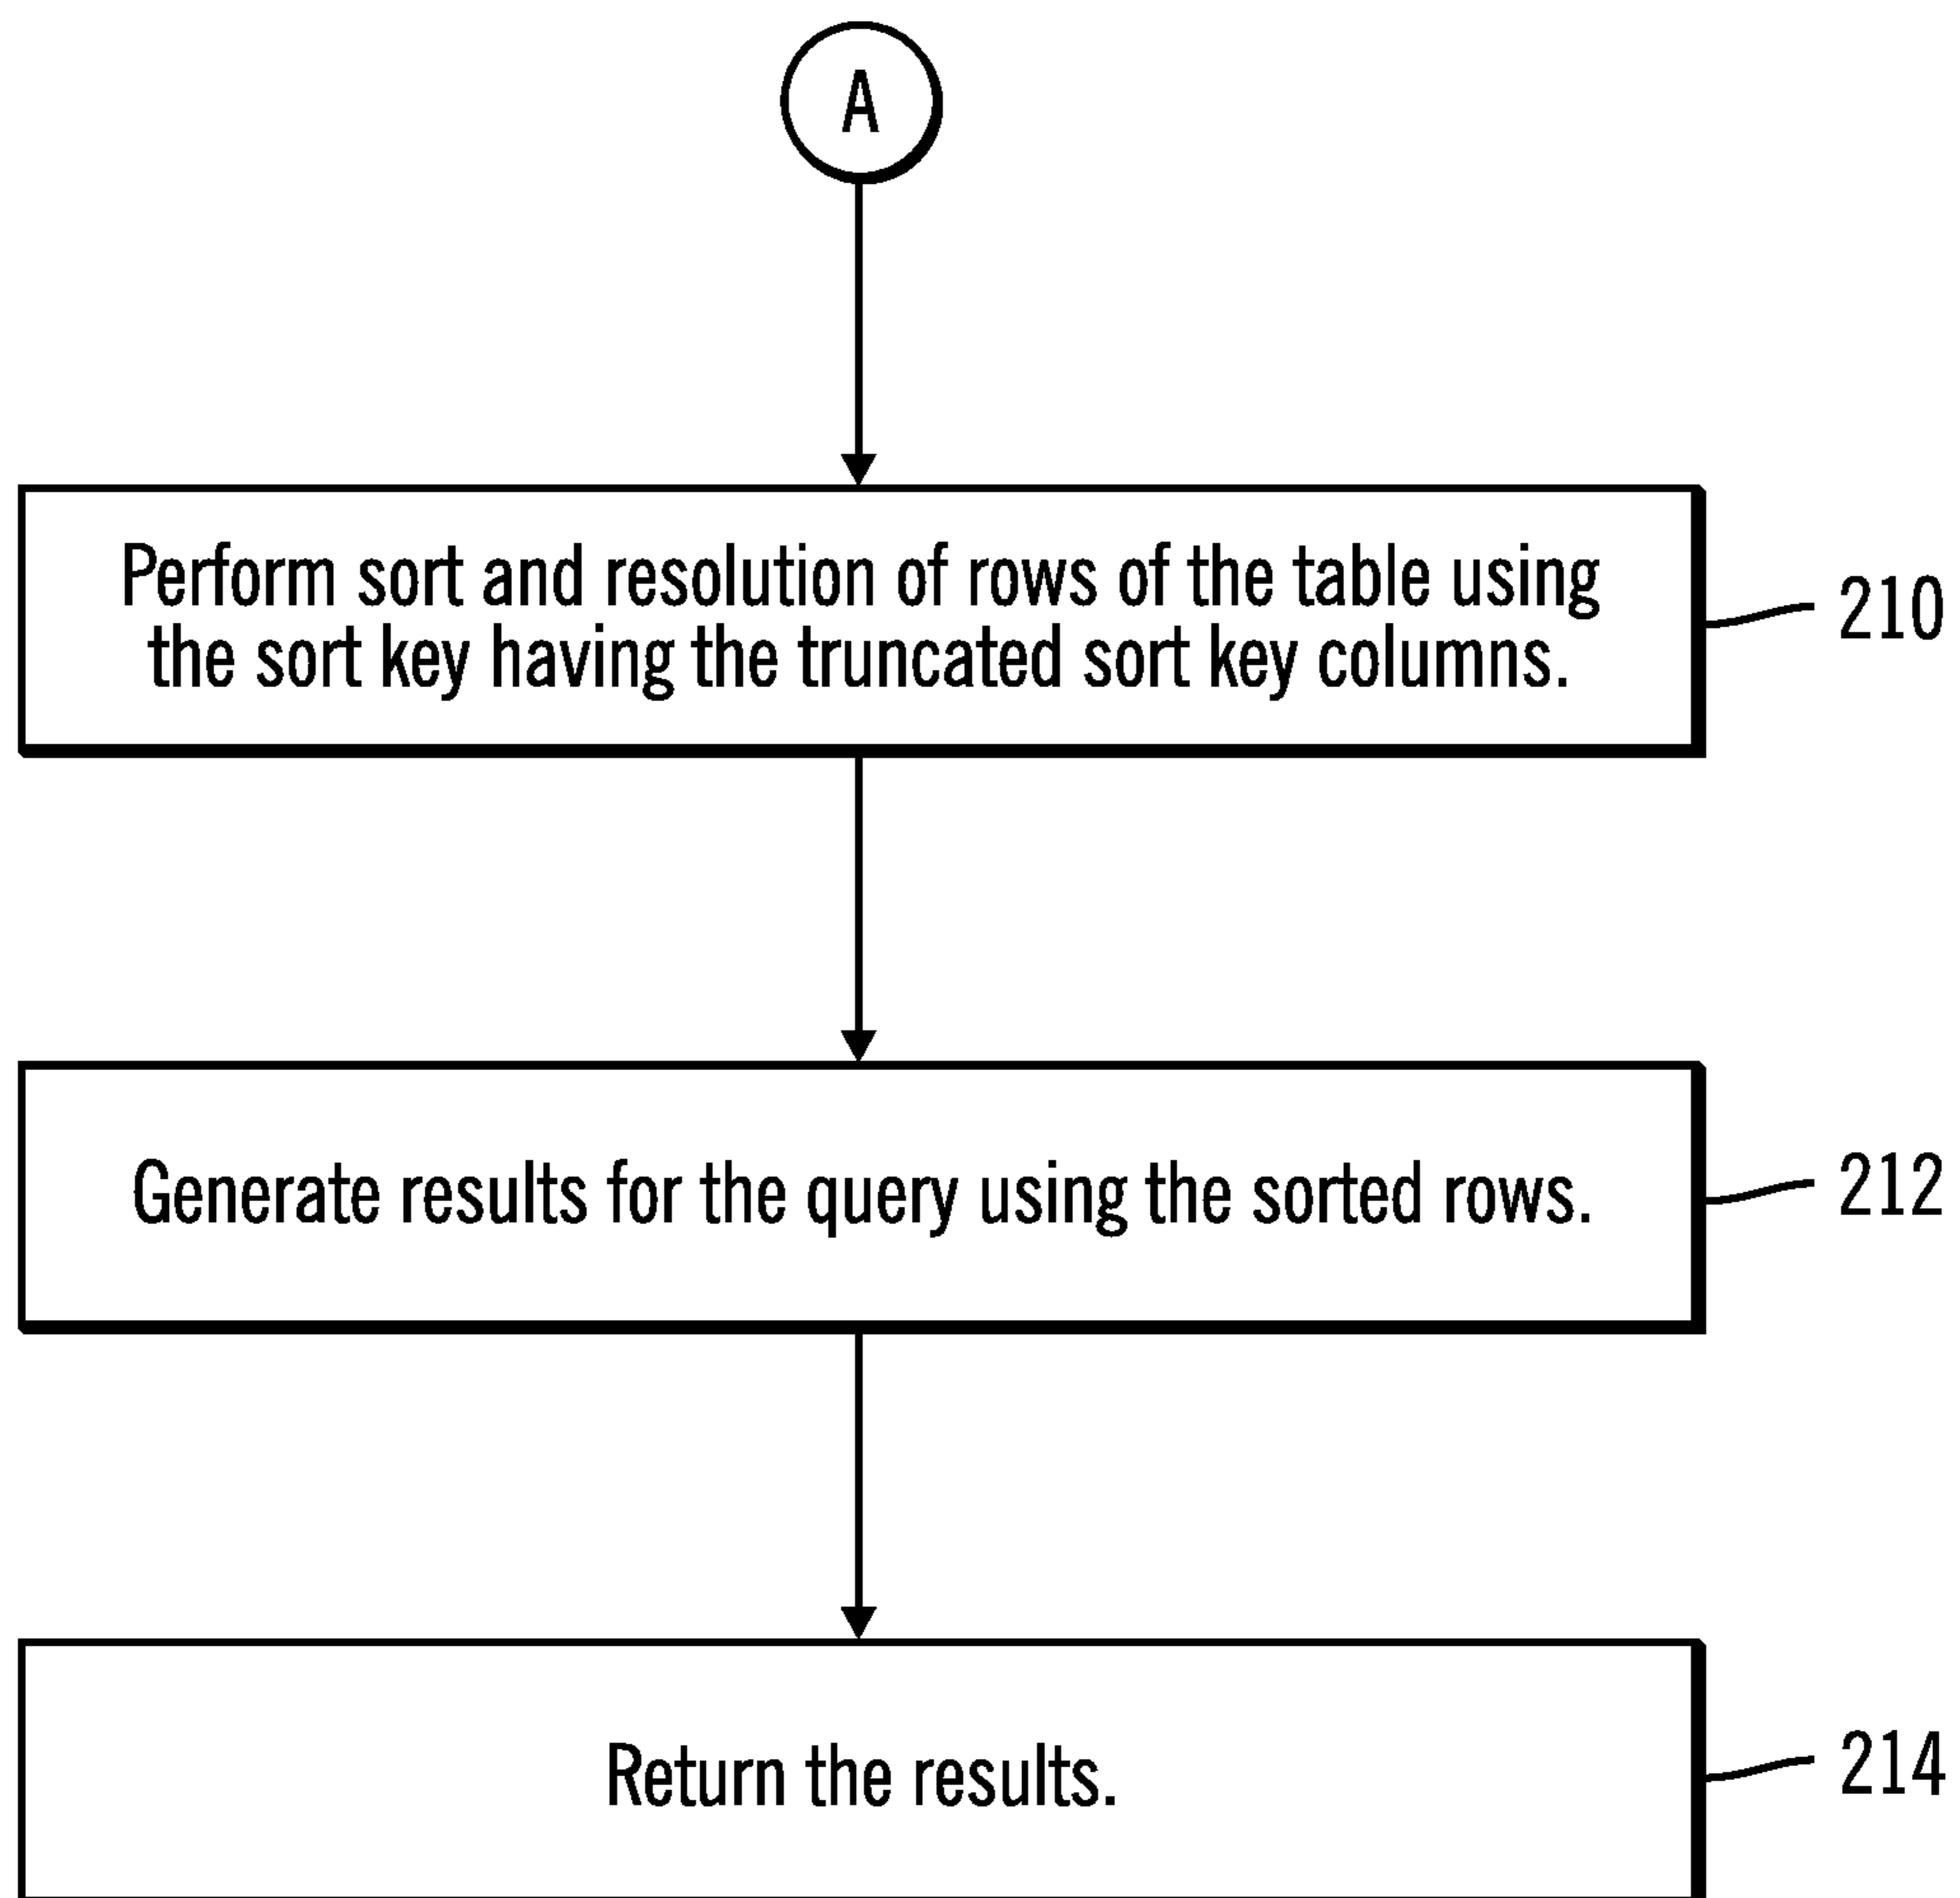 A
Perform sort and resolution of rows of the table using
the sort key having the truncated sort key columns.
210
Generate results for the query using the sorted rows.
212
Return the results.
214